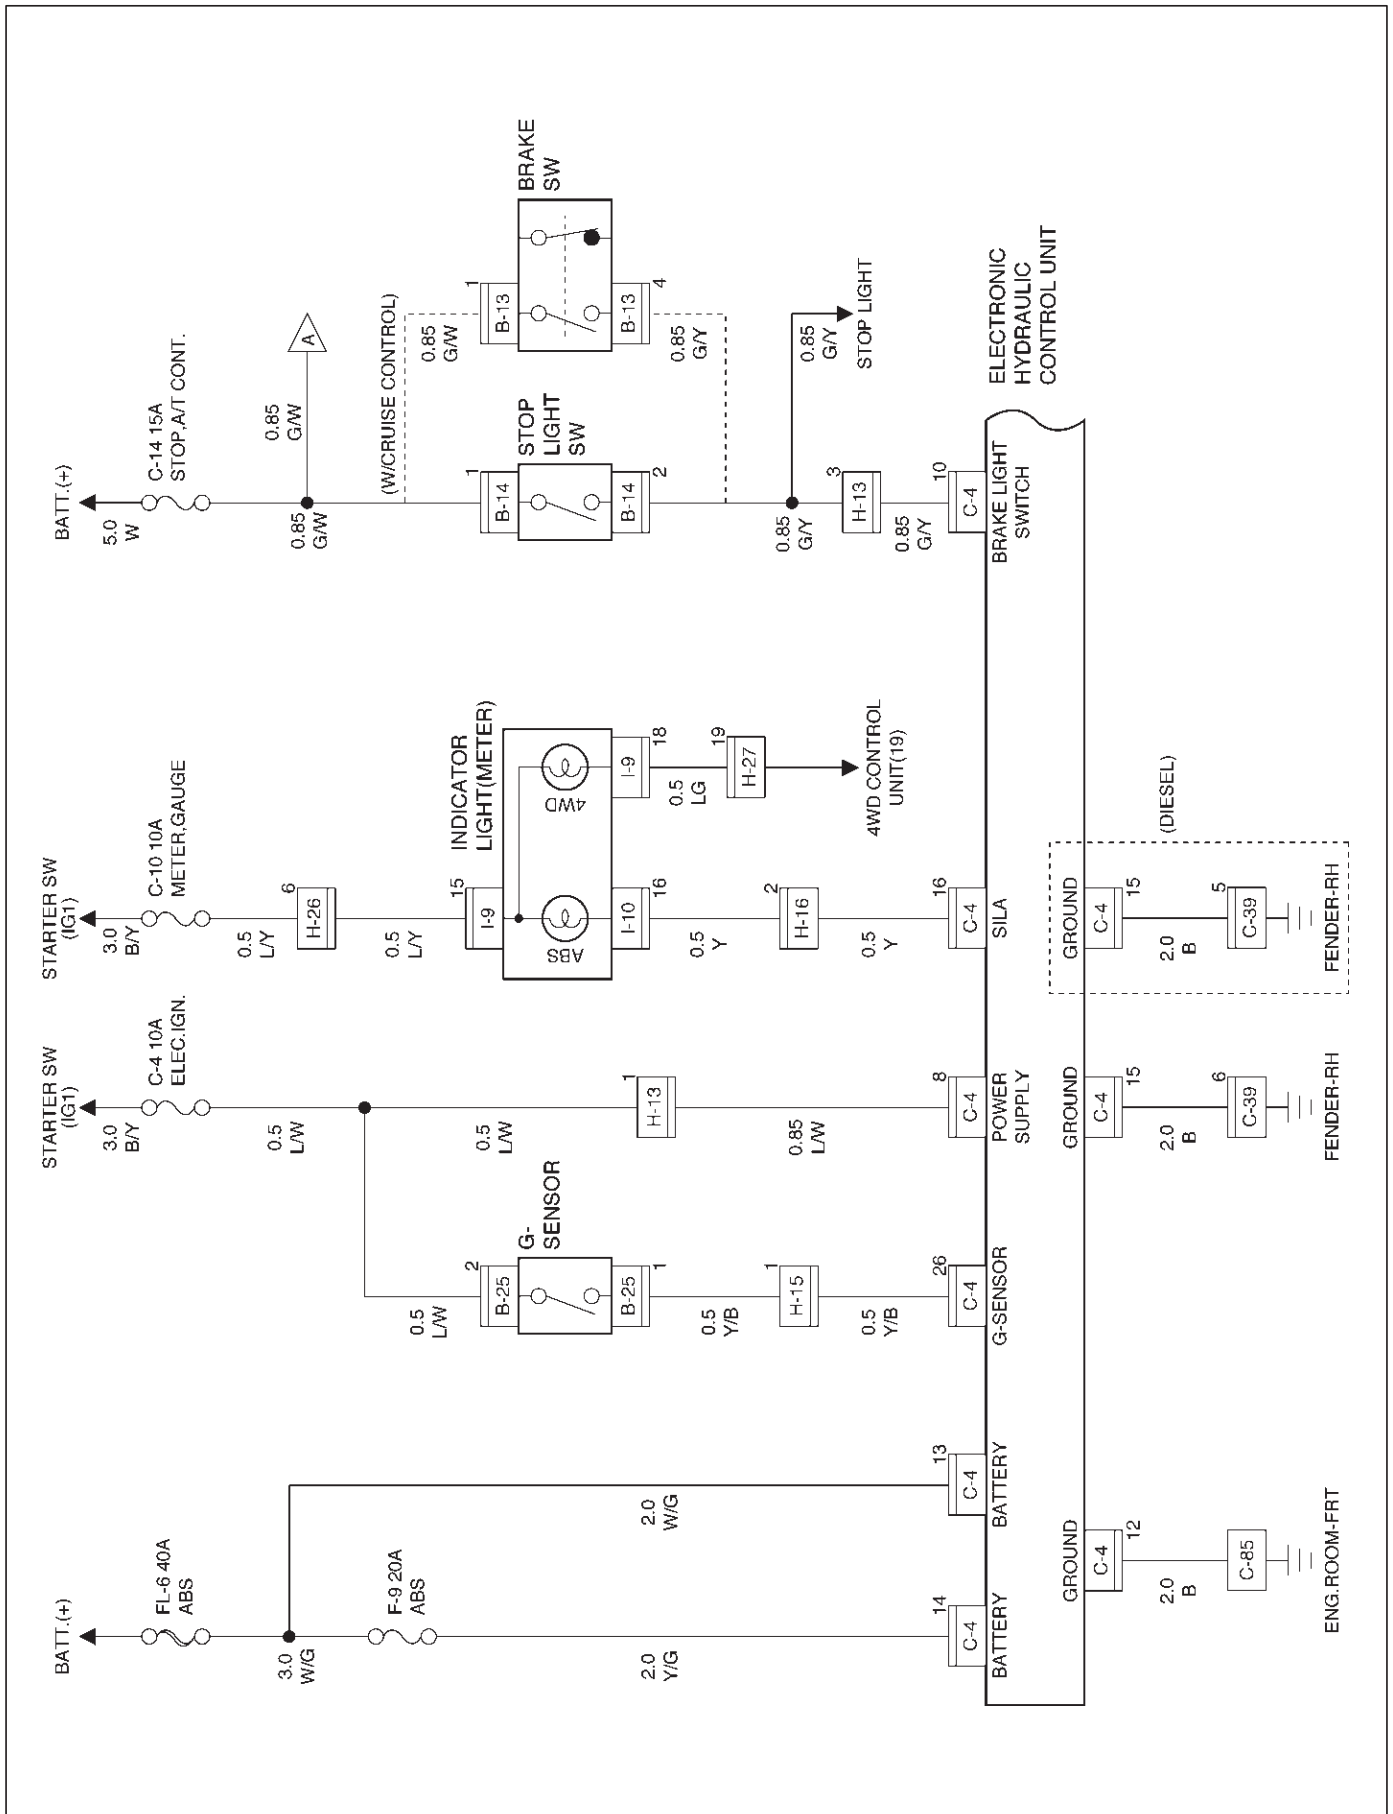 BATT.(+)
FL-6 40A
ABS
3.0
W/G
F-9 20A
ABS
2.0
Y/G
14
C-4
BATTERY
2.0
W/G
13
C-4
BATTERY
STARTER SW
(IG1)
3.0
B/Y
C-4 10A
ELEC.IGN.
0.5
L/W
0.5
L/W
0.5
L/W
2
B-25
G-
SENSOR
B-25
1
0.5
Y/B
1
H-15
0.5
Y/B
26
C-4
G-SENSOR
1
H-13
0.85
L/W
8
C-4
POWER
SUPPLY
STARTER SW
(IG1)
3.0
B/Y
C-10 10A
METER,GAUGE
0.5
L/Y
6
H-26
0.5
L/Y
15
I-9
INDICATOR
LIGHT(METER)
ABS
4WD
I-10
16
I-9
18
0.5
Y
2
H-16
0.5
Y
16
C-4
SILA
0.5
LG
19
H-27
4WD CONTROL
UNIT(19)
BATT.(+)
5.0
W
C-14 15A
STOP,A/T CONT.
0.85
G/W
0.85
G/W
A
(W/CRUISE CONTROL)
1
B-14
STOP
LIGHT
SW
B-14
2
0.85
G/W
1
B-13
BRAKE
SW
B-13
4
0.85
G/Y
0.85
G/Y
0.85
G/Y
STOP LIGHT
3
H-13
0.85
G/Y
10
C-4
BRAKE LIGHT
SWITCH
ELECTRONIC
HYDRAULIC
CONTROL UNIT
GROUND
C-4
12
2.0
B
C-85
ENG.ROOM-FRT
GROUND
C-4
15
2.0
B
6
C-39
FENDER-RH
GROUND
C-4
15
2.0
B
5
C-39
FENDER-RH
(DIESEL)